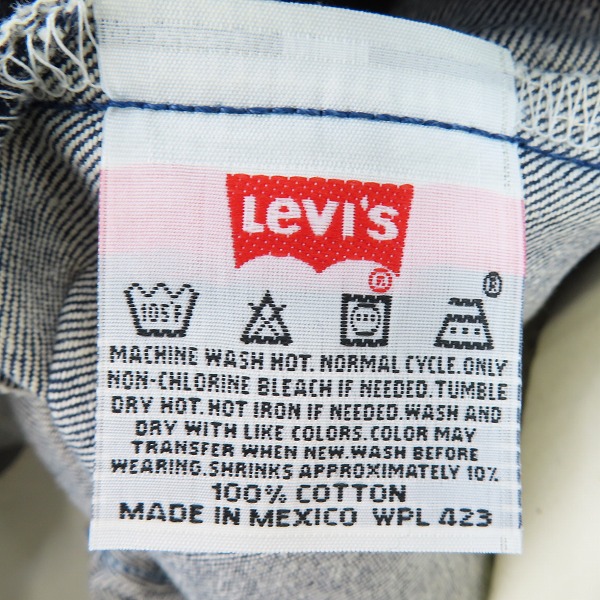 Levi's
®
®
105F
MACHINE WASH HOT. NORMAL CYCLE. ONLY
NON-CHLORINE BLEACH IF NEEDED. TUMBLE
DRY HOT. HOT IRON IF NEEDED. WASH AND
DRY WITH LIKE COLORS. COLOR MAY
TRANSFER WHEN NEW. WASH BEFORE
WEARING. SHRINKS APPROXIMATELY 10%
100% COTTON
MADE IN MEXICO WPL 423